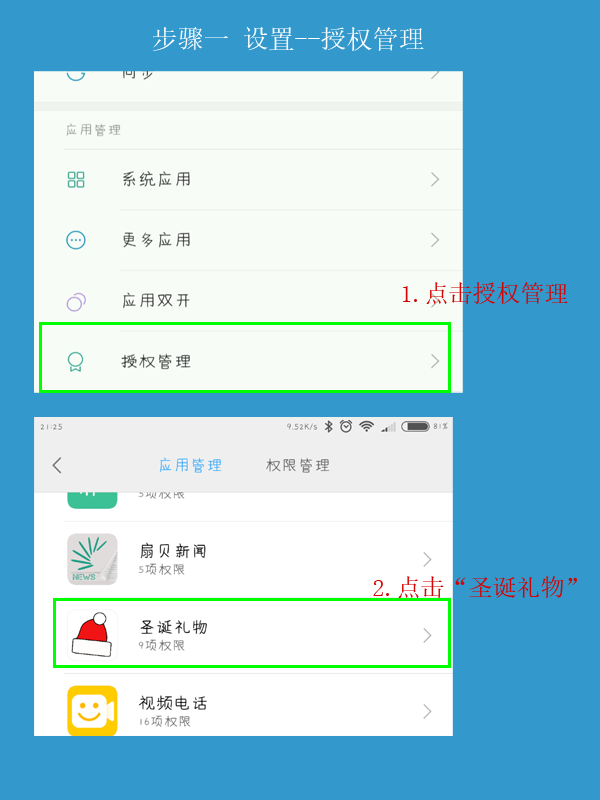 步骤一 设置--授权管理
同步
应用管理
系统应用
更多应用
应用双开
1.点击授权管理
授权管理
21:25 9.52K/s 81%
应用管理 权限管理
5项权限
扇贝新闻
5项权限
NEWS
2.点击“圣诞礼物”
圣诞礼物
9项权限
视频电话
16项权限